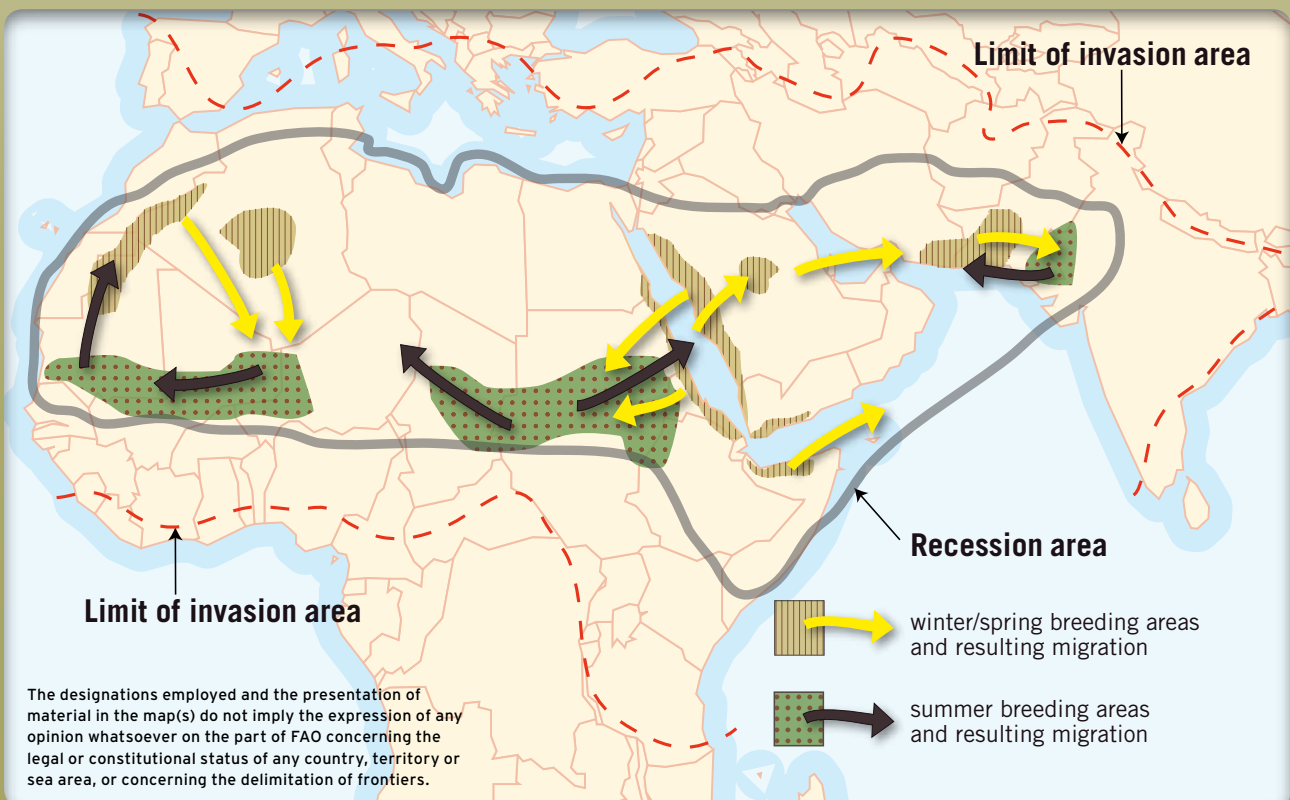 Limit of invasion area
Recession area
Limit of invasion area
winter/spring breeding areas
and resulting migration
summer breeding areas
and resulting migration
The designations employed and the presentation of
material in the map(s) do not imply the expression of any
opinion whatsoever on the part of FAO concerning the
legal or constitutional status of any country, territory or
sea area, or concerning the delimitation of frontiers.